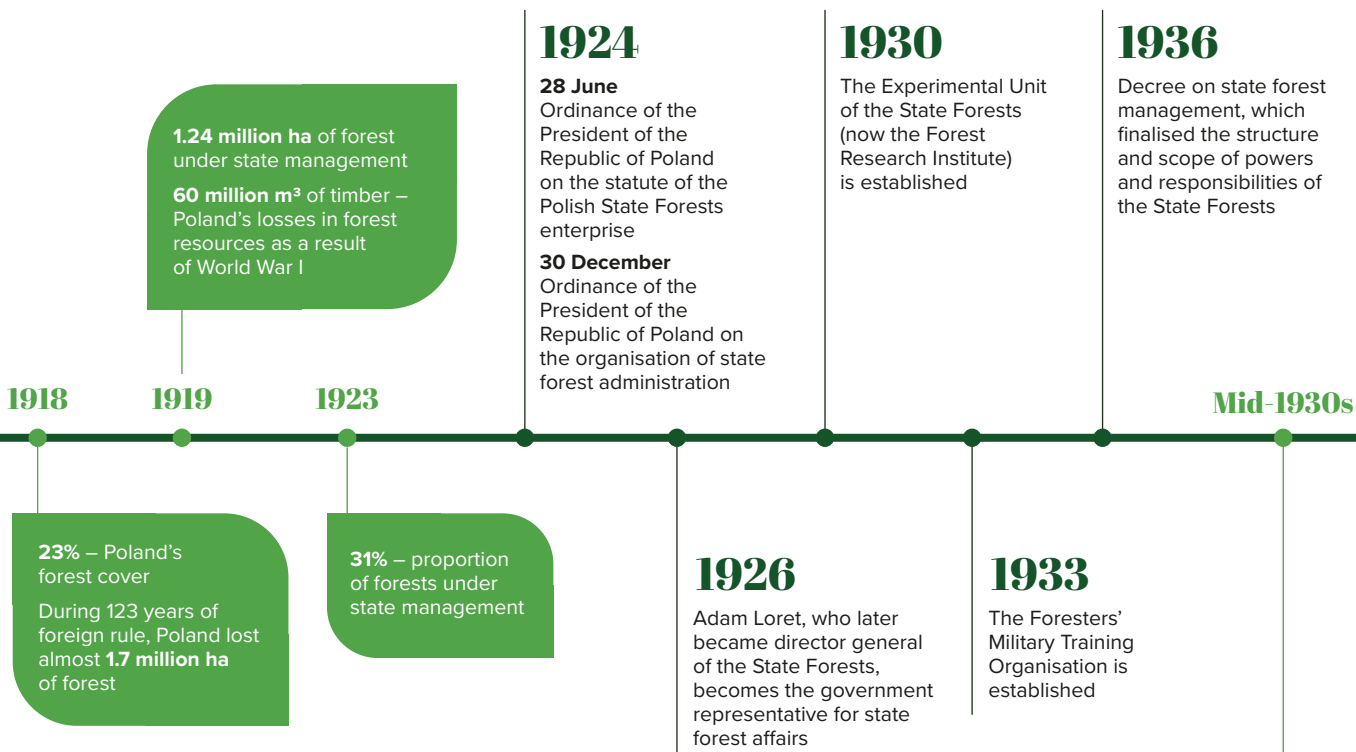 1918
23% – Poland's
forest cover
During 123 years of
foreign rule, Poland lost
almost 1.7 million ha
of forest
1919
1.24 million ha of forest
under state management
60 million m³ of timber –
Poland's losses in forest
resources as a result
of World War I
1923
31% – proportion
of forests under
state management
1924
28 June
Ordinance of the
President of the
Republic of Poland
on the statute of the
Polish State Forests
enterprise
30 December
Ordinance of the
President of the
Republic of Poland on
the organisation of state
forest administration
1926
Adam Loret, who later
became director general
of the State Forests,
becomes the government
representative for state
forest affairs
1930
The Experimental Unit
of the State Forests
(now the Forest
Research Institute)
is established
1933
The Foresters'
Military Training
Organisation is
established
1936
Decree on state forest
management, which
finalised the structure
and scope of powers
and responsibilities of
the State Forests
Mid-1930s